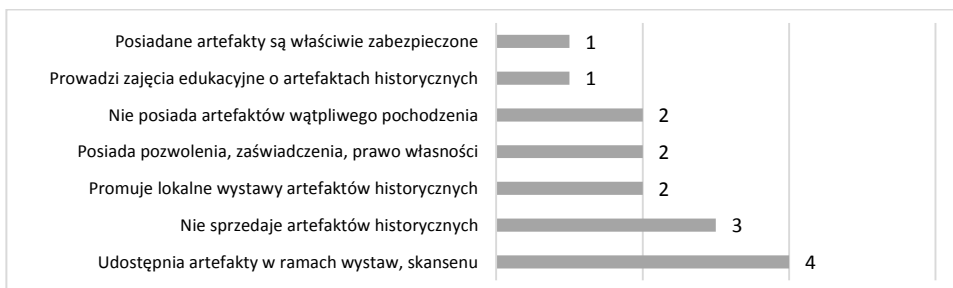 Posiadane artefakty są właściwie zabezpieczone 1
Prowadzi zajęcia edukacyjne o artefaktach historycznych 1
Nie posiada artefaktów wątpliwego pochodzenia 2
Posiada pozwolenia, zaświadczenia, prawo własności 2
Promuje lokalne wystawy artefaktów historycznych 2
Nie sprzedaje artefaktów historycznych 3
Udostępnia artefakty w ramach wystaw, skansenu 4